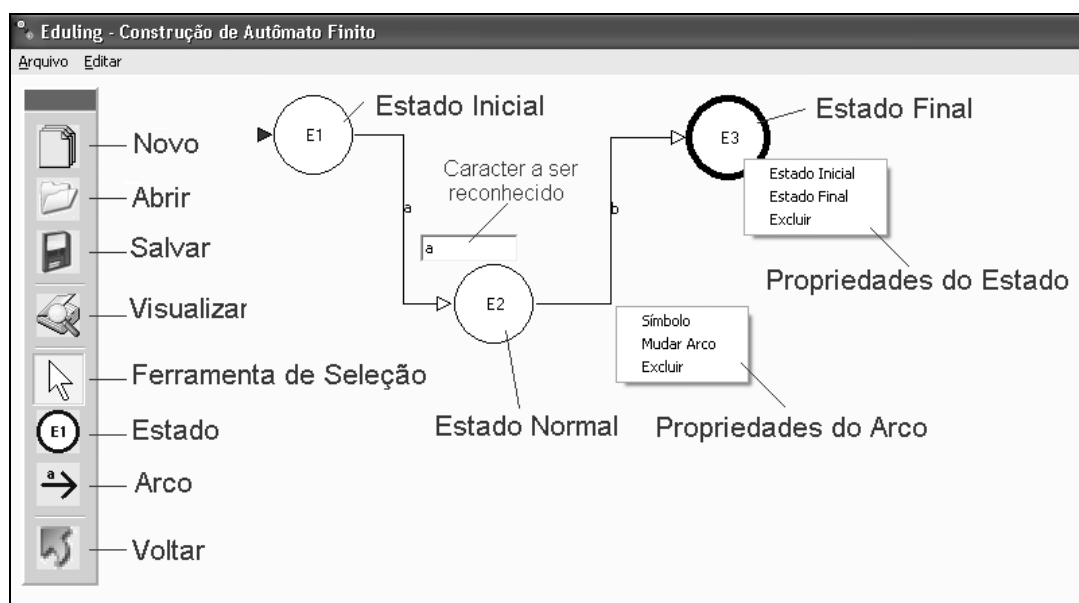 Eduling - Construção de Autômato Finito
Arquivo Editar
Novo
Abrir
Salvar
Visualizar
Ferramenta de Seleção
E1
Estado
a
Arco
Voltar
E1
Estado Inicial
a
Caracter a ser
reconhecido
a
E2
Estado Normal
b
E3
Estado Final
Estado Inicial
Estado Final
Excluir
Propriedades do Estado
Símbolo
Mudar Arco
Excluir
Propriedades do Arco